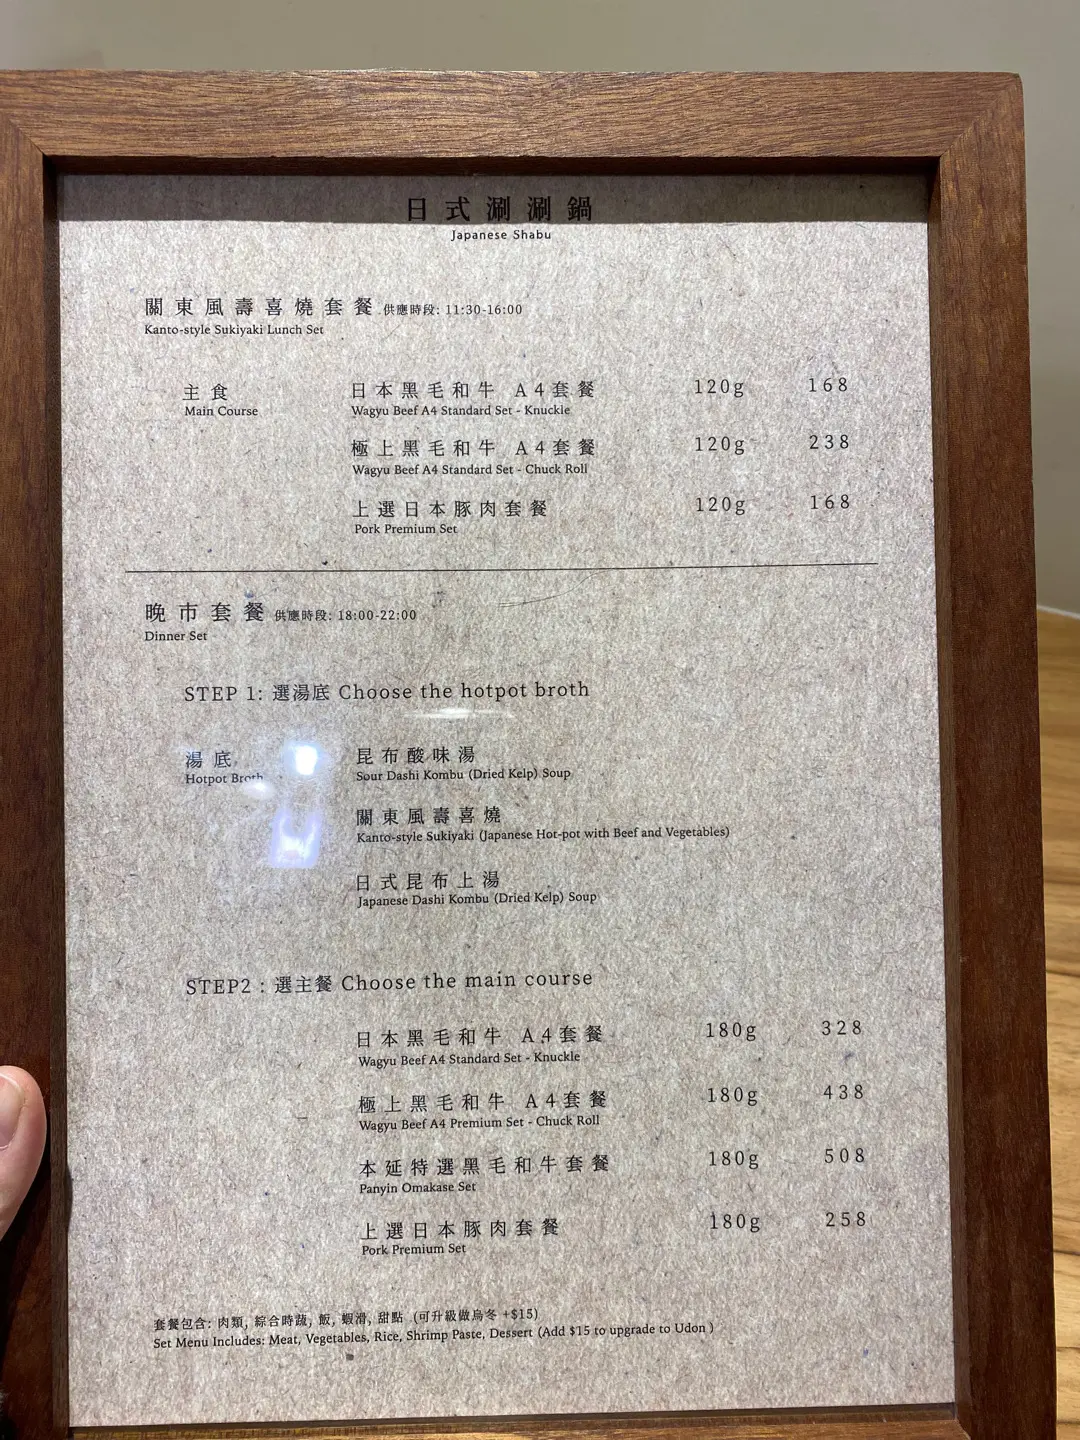 日式涮涮鍋
Japanese Shabu
關東風壽喜燒套餐 供應時段: 11:30-16:00
Kanto-style Sukiyaki Lunch Set
主食 日本黑毛和牛 A4套餐 120g 168
Main Course Wagyu Beef A4 Standard Set - Knuckle
極上黑毛和牛 A4套餐 120g 238
Wagyu Beef A4 Standard Set - Chuck Roll
上選日本豚肉套餐 120g 168
Pork Premium Set
晚市套餐 供應時段: 18:00-22:00
Dinner Set
STEP 1: 選湯底 Choose the hotpot broth
湯底 昆布酸味湯
Hotpot Broth Sour Dashi Kombu (Dried Kelp) Soup
關東風壽喜燒
Kanto-style Sukiyaki (Japanese Hot-pot with Beef and Vegetables)
日式昆布上湯
Japanese Dashi Kombu (Dried Kelp) Soup
STEP2 : 選主餐 Choose the main course
日本黑毛和牛 A4套餐 180g 328
Wagyu Beef A4 Standard Set - Knuckle
極上黑毛和牛 A4套餐 180g 438
Wagyu Beef A4 Premium Set - Chuck Roll
本延特選黑毛和牛套餐 180g 508
Panyin Omakase Set
上選日本豚肉套餐 180g 258
Pork Premium Set
套餐包含: 肉類, 綜合時蔬, 飯, 蝦滑, 甜點 (可升級做烏冬 +$15)
Set Menu Includes: Meat, Vegetables, Rice, Shrimp Paste, Dessert (Add $15 to upgrade to Udon )